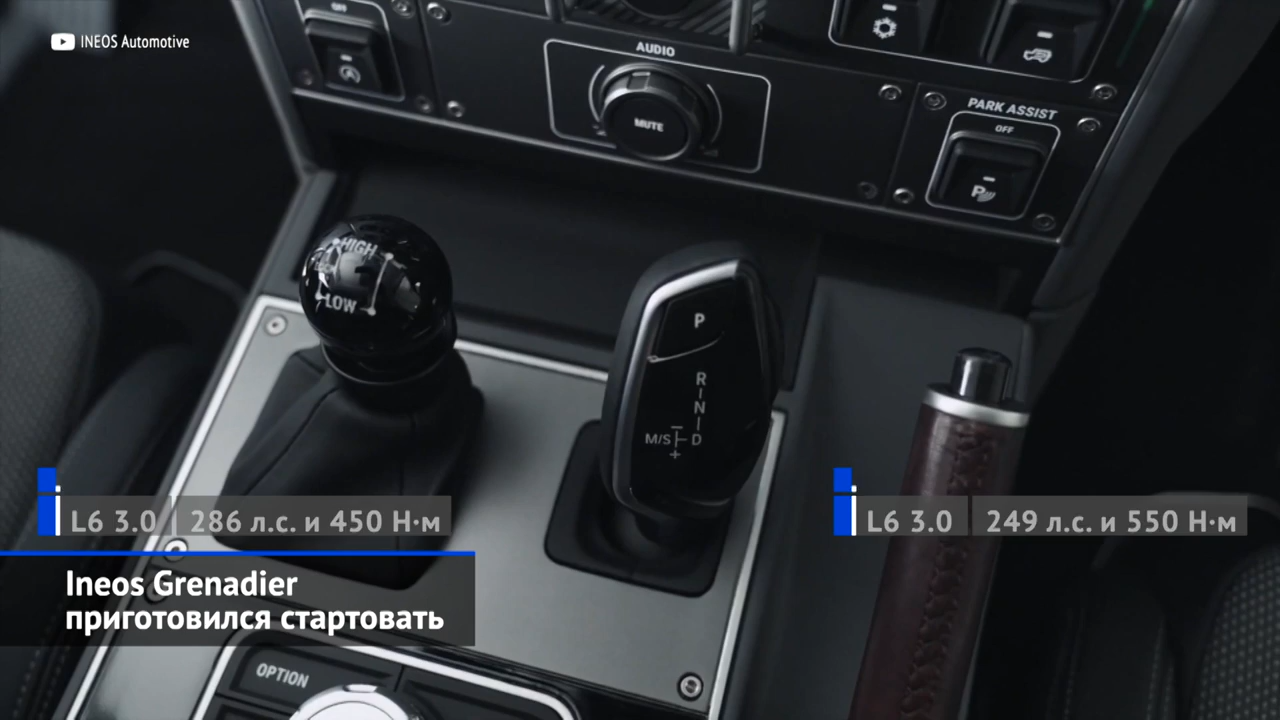 OFF
INEOS Automotive
AUDIO
MUTE
PARK ASSIST
OFF
P
HIGH
LOW
P
R
N
M/S
D
+
L6 3.0 | 286 л.с. и 450 Н·м
L6 3.0 | 249 л.с. и 550 Н·м
Ineos Grenadier
приготовился стартовать
OPTION